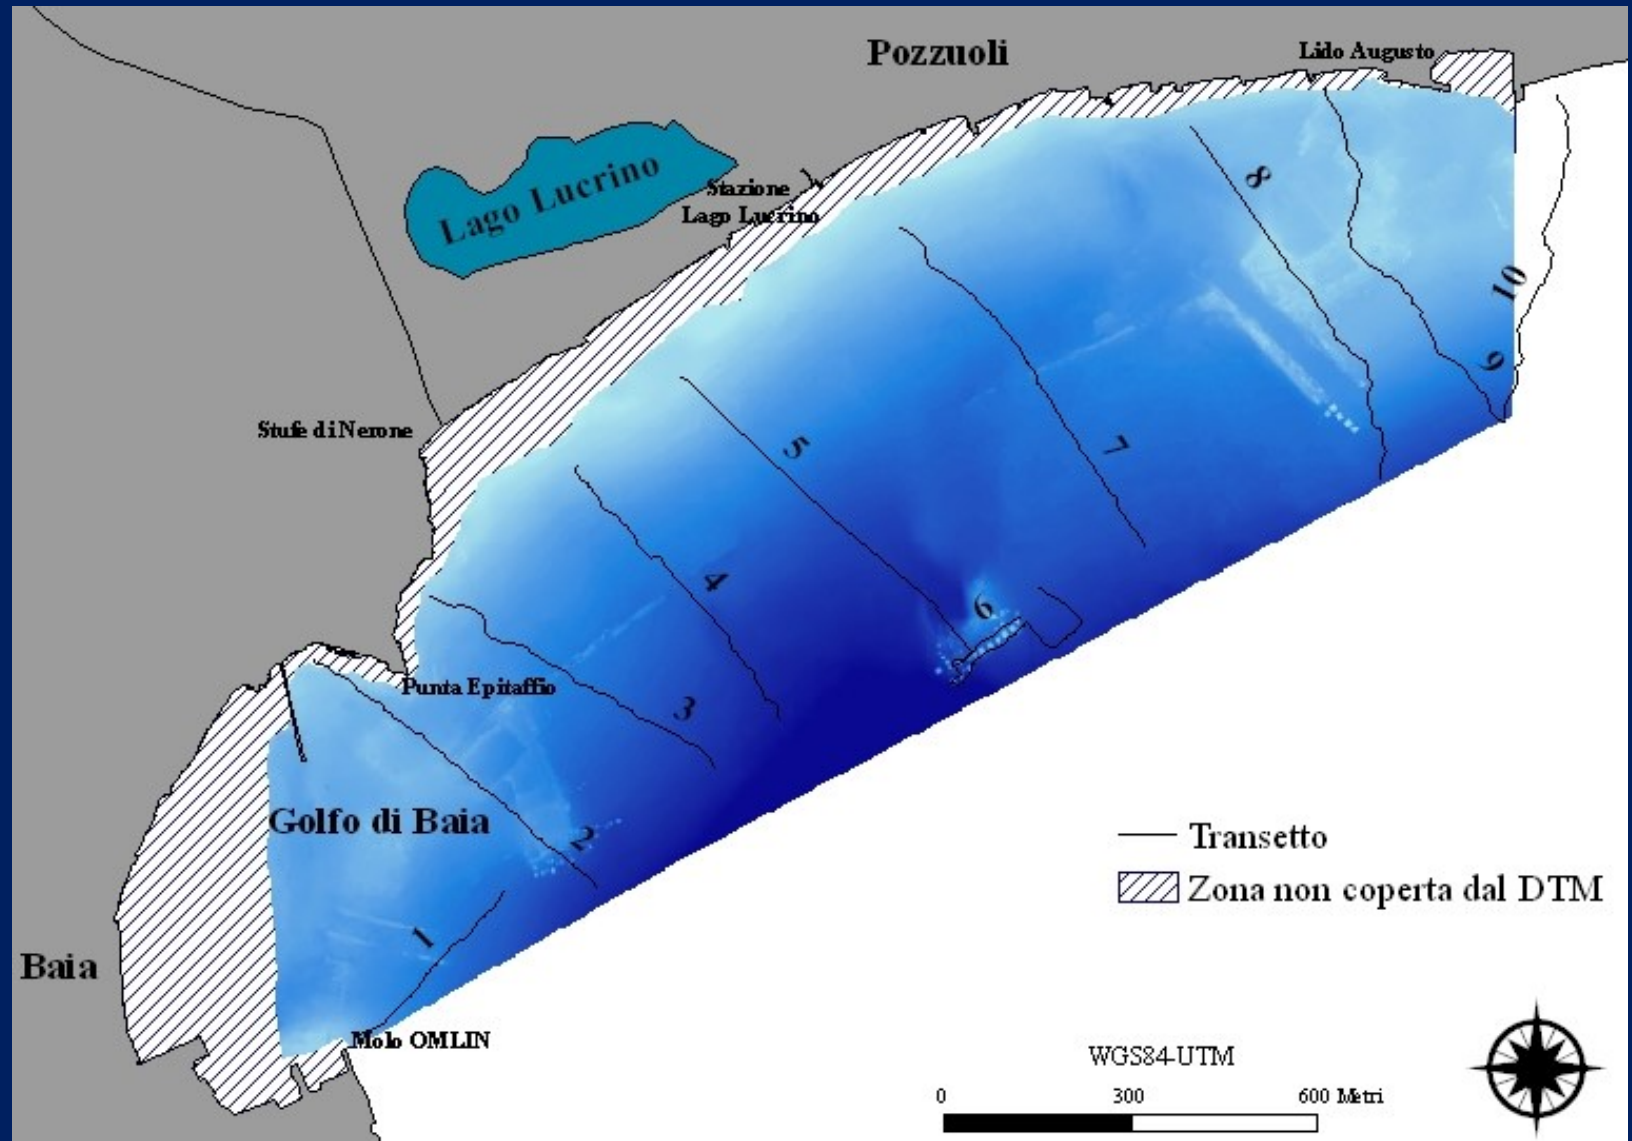 Pozzuoli
Lido Augusto
Lago Lucrino
Stazione
Lago Lucrino
8
10
9
Stufe di Nerone
5
7
4
6
Punta Epitaffio
3
Golfo di Baia
2
1
Baia
Molo OMLIN
Transetto
Zona non coperta dal DTM
WGS84-UTM
0 300 600 Metri